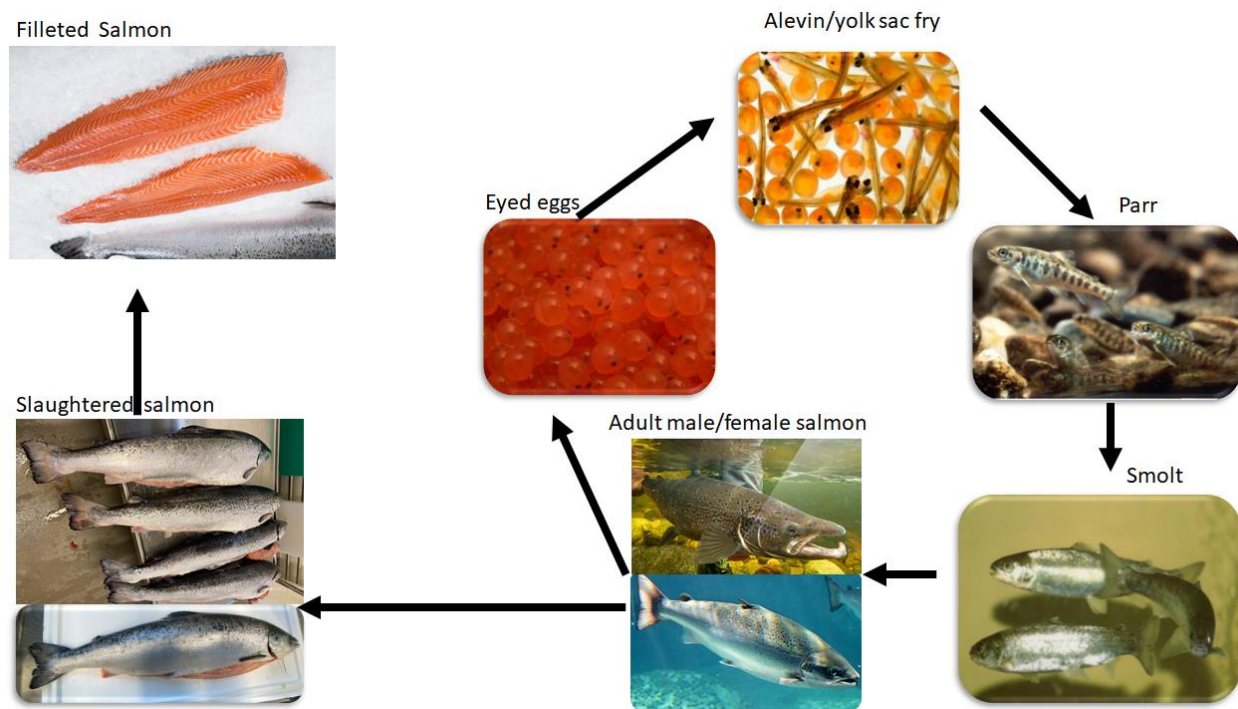 Filleted Salmon
Alevin/yolk sac fry
Eyed eggs
Parr
Slaughtered salmon
Adult male/female salmon
Smolt